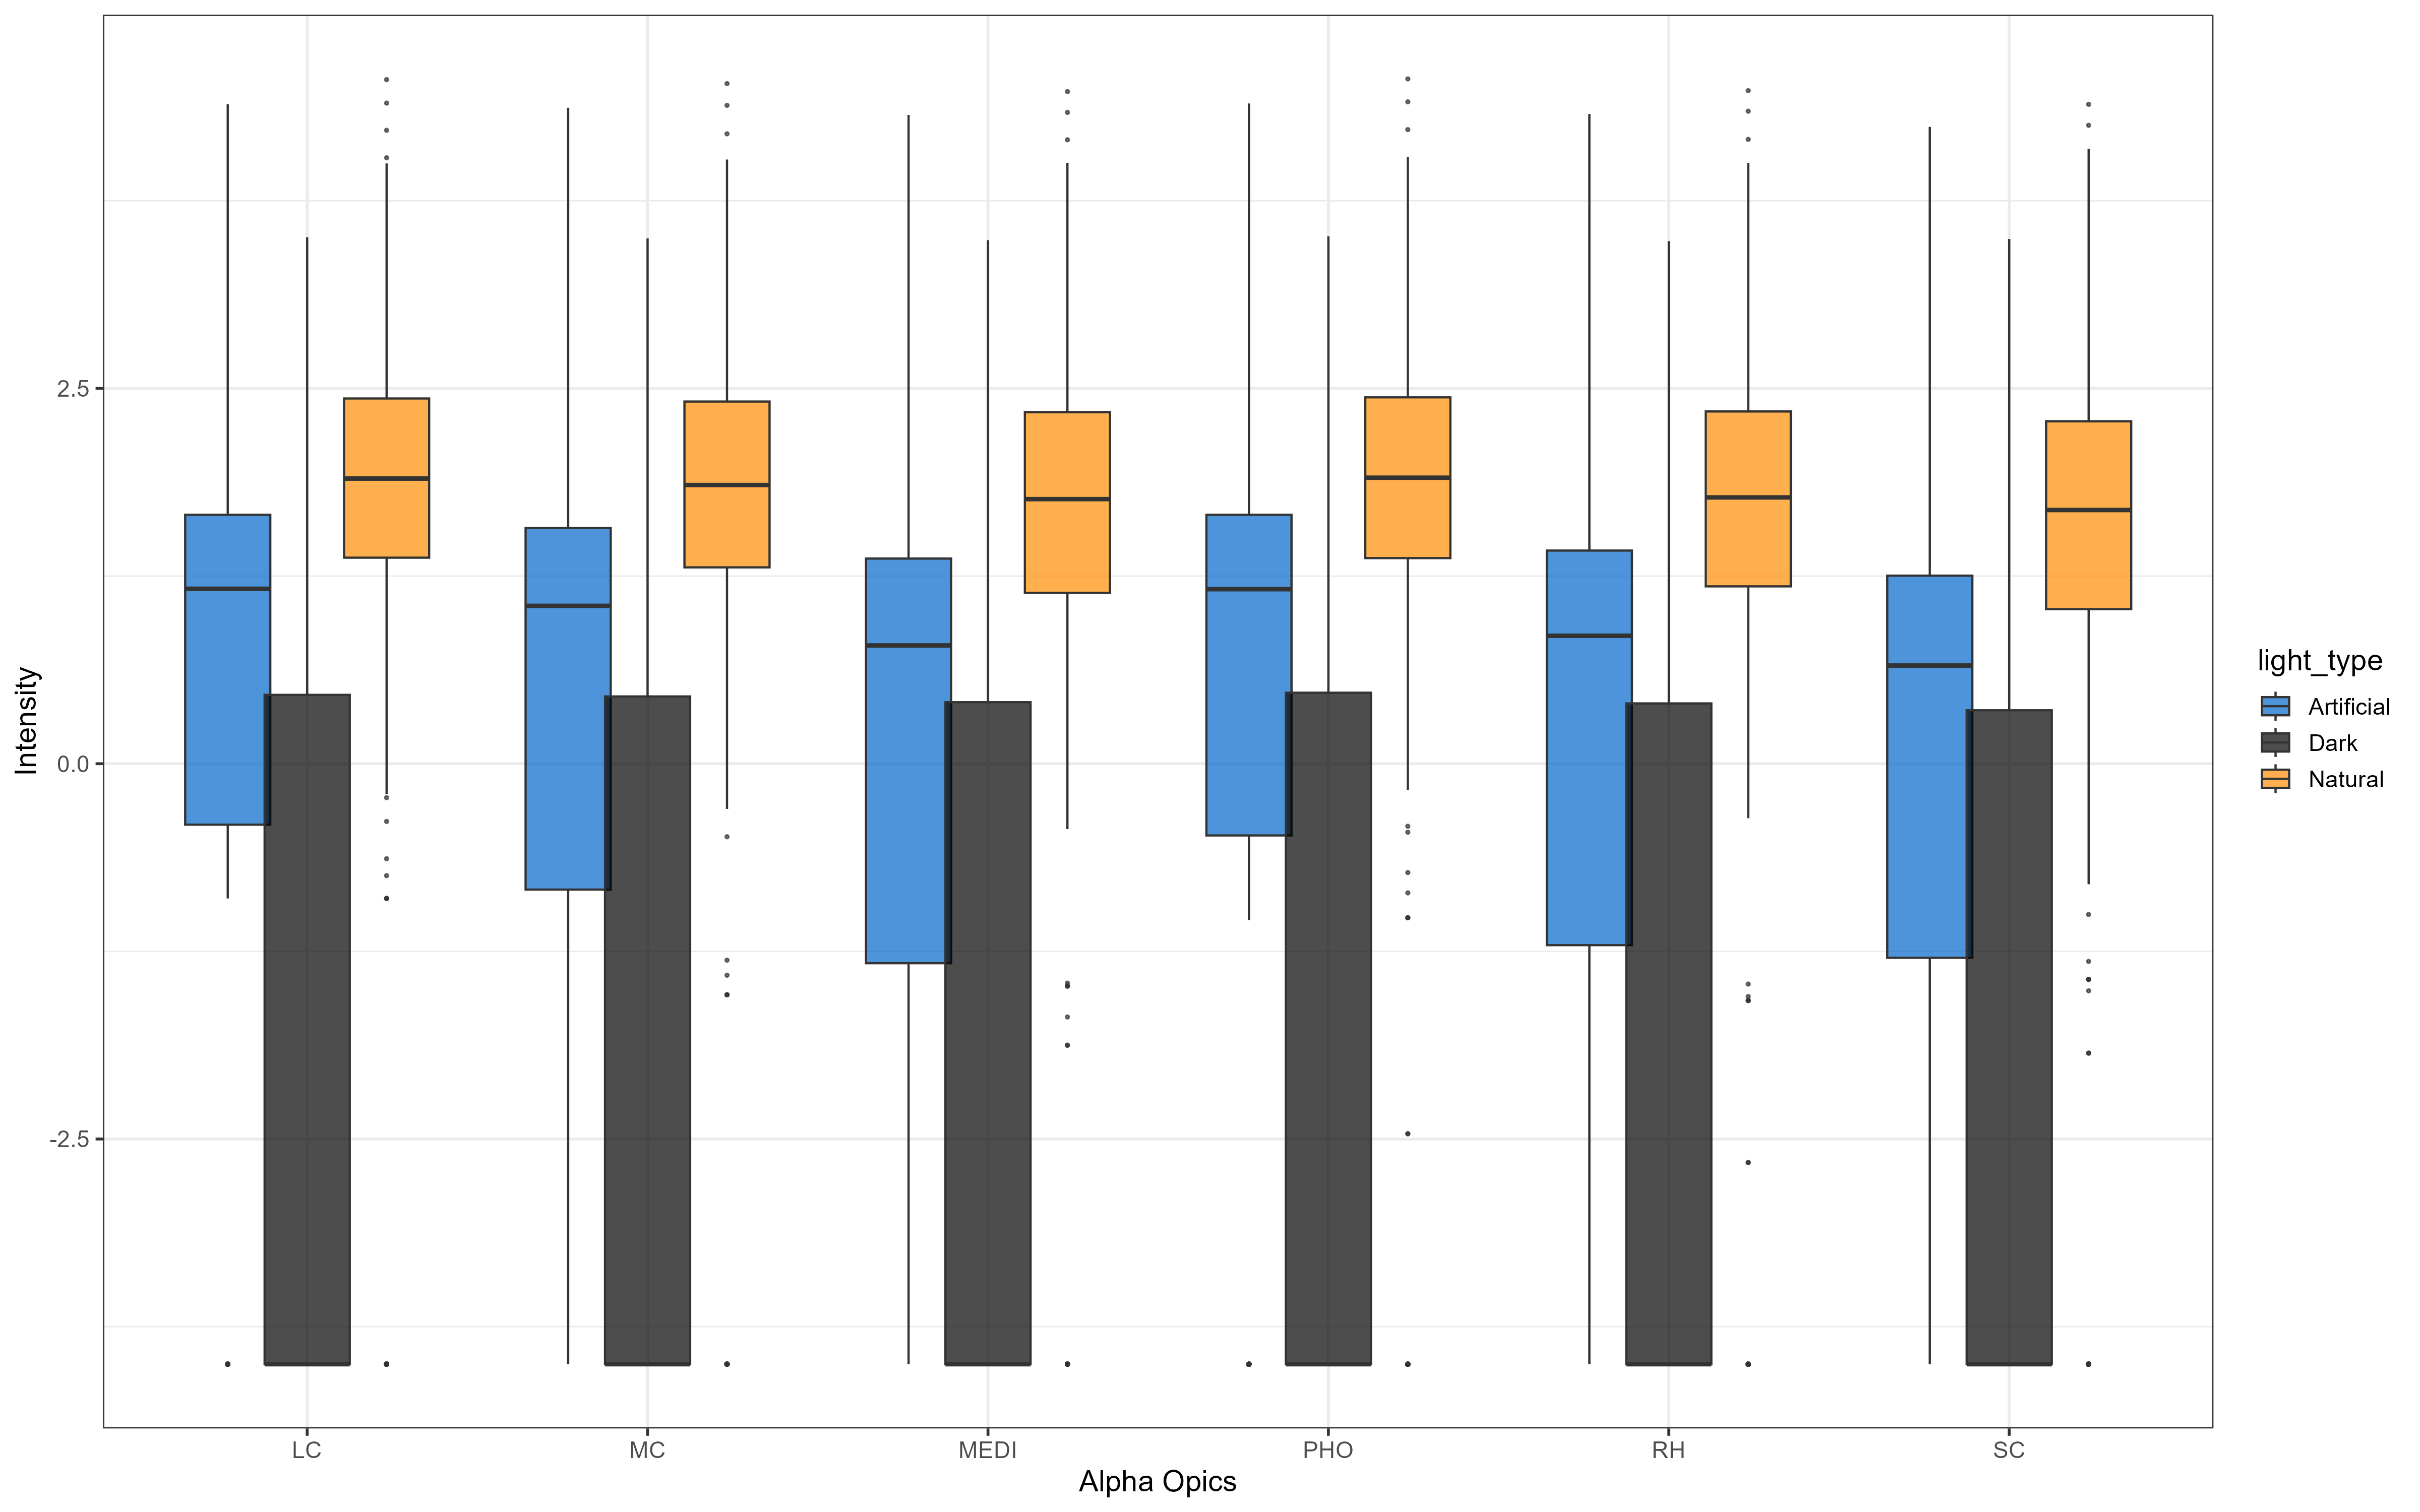 2.5
0.0
-2.5
Intensity
LC
MC
MEDI
PHO
RH
SC
Alpha Opics
light_type
Artificial
Dark
Natural